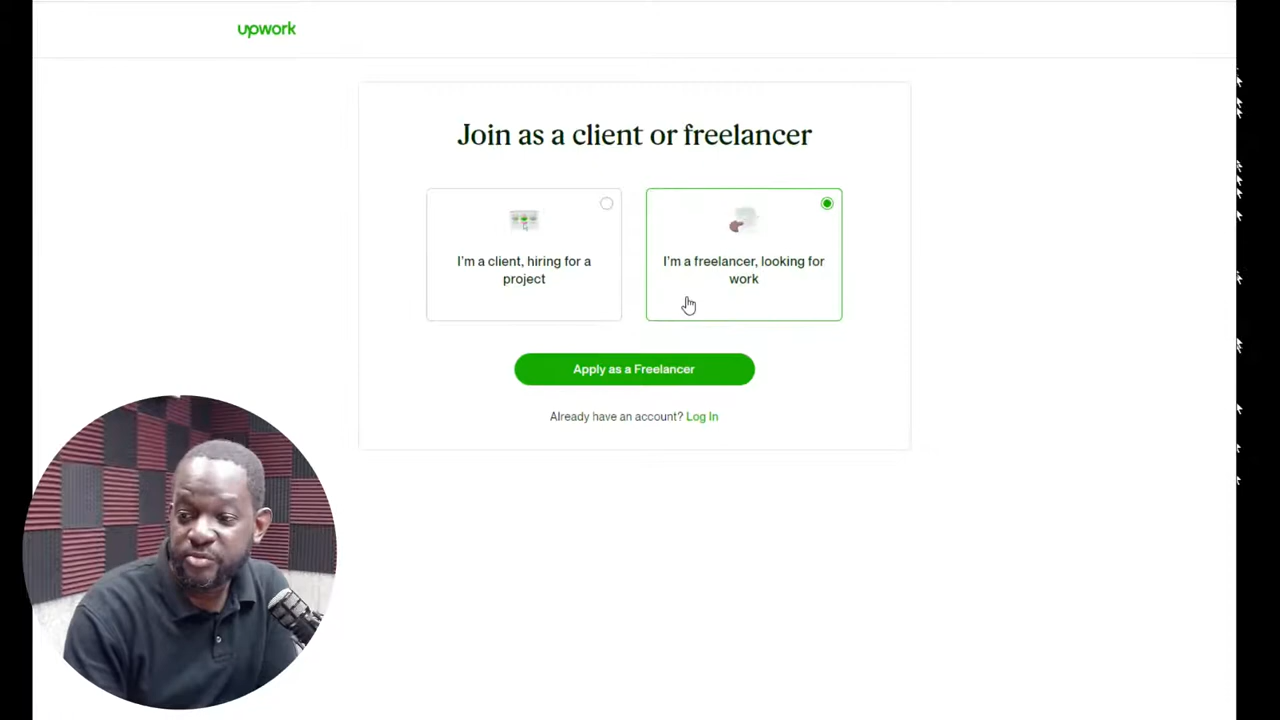 upwork
Join as a client or freelancer
I'm a client, hiring for a
project
I'm a freelancer, looking for
work
Apply as a Freelancer
Already have an account? Log In